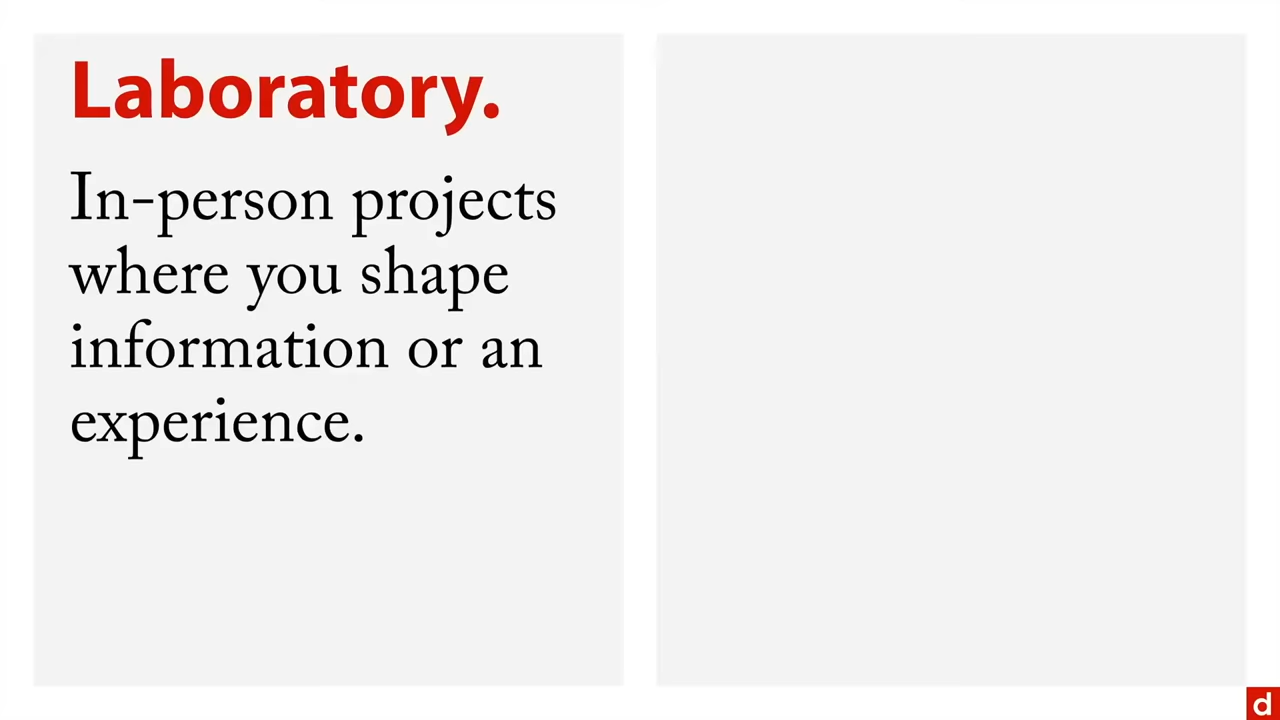 Laboratory.
In-person projects
where you shape
information or an
experience.
d